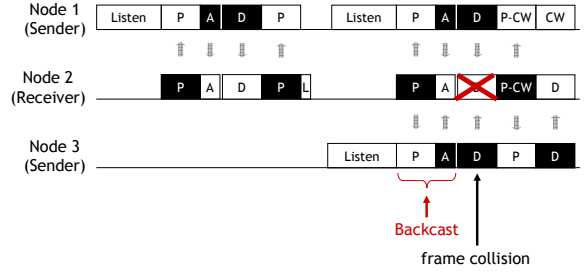 Node 1
(Sender)
Listen P A D P Listen P A D P-CW CW
Node 2
(Receiver)
P A D P L P A P-CW D
Node 3
(Sender)
Listen P A D P D
Backcast
frame collision